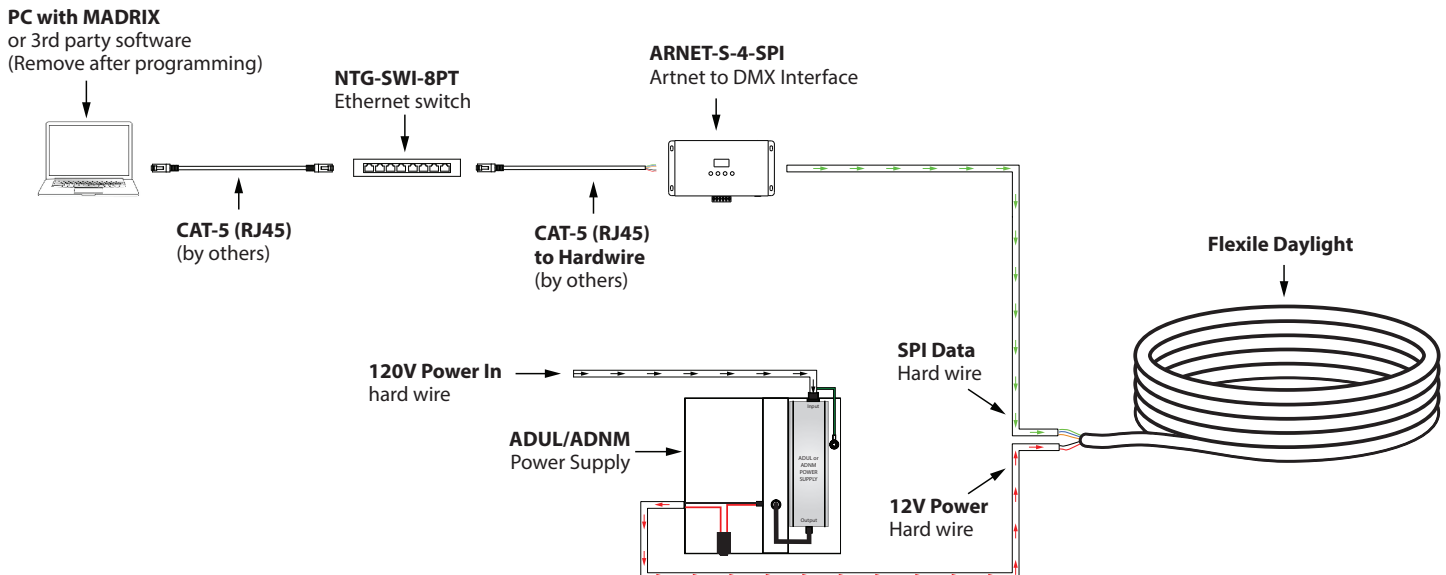 PC with MADRIX
or 3rd party software
(Remove after programming)
NTG-SWI-8PT
Ethernet switch
ARNET-S-4-SPI
Artnet to DMX Interface
CAT-5 (RJ45)
(by others)
CAT-5 (RJ45)
to Hardwire
(by others)
Flexile Daylight
SPI Data
Hard wire
120V Power In
hard wire
ADUL/ADNM
Power Supply
Input
ADUL or
ADNM
POWER
SUPPLY
Output
12V Power
Hard wire